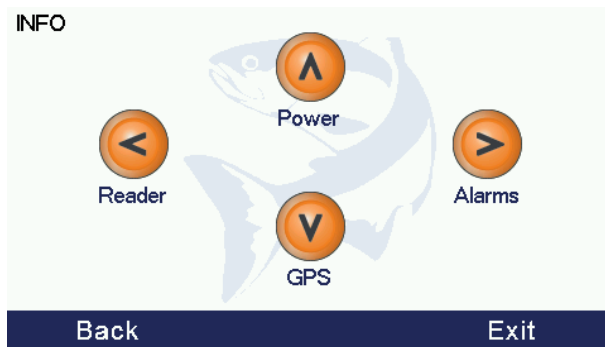 INFO
Power
Reader
Alarms
GPS
Back Exit